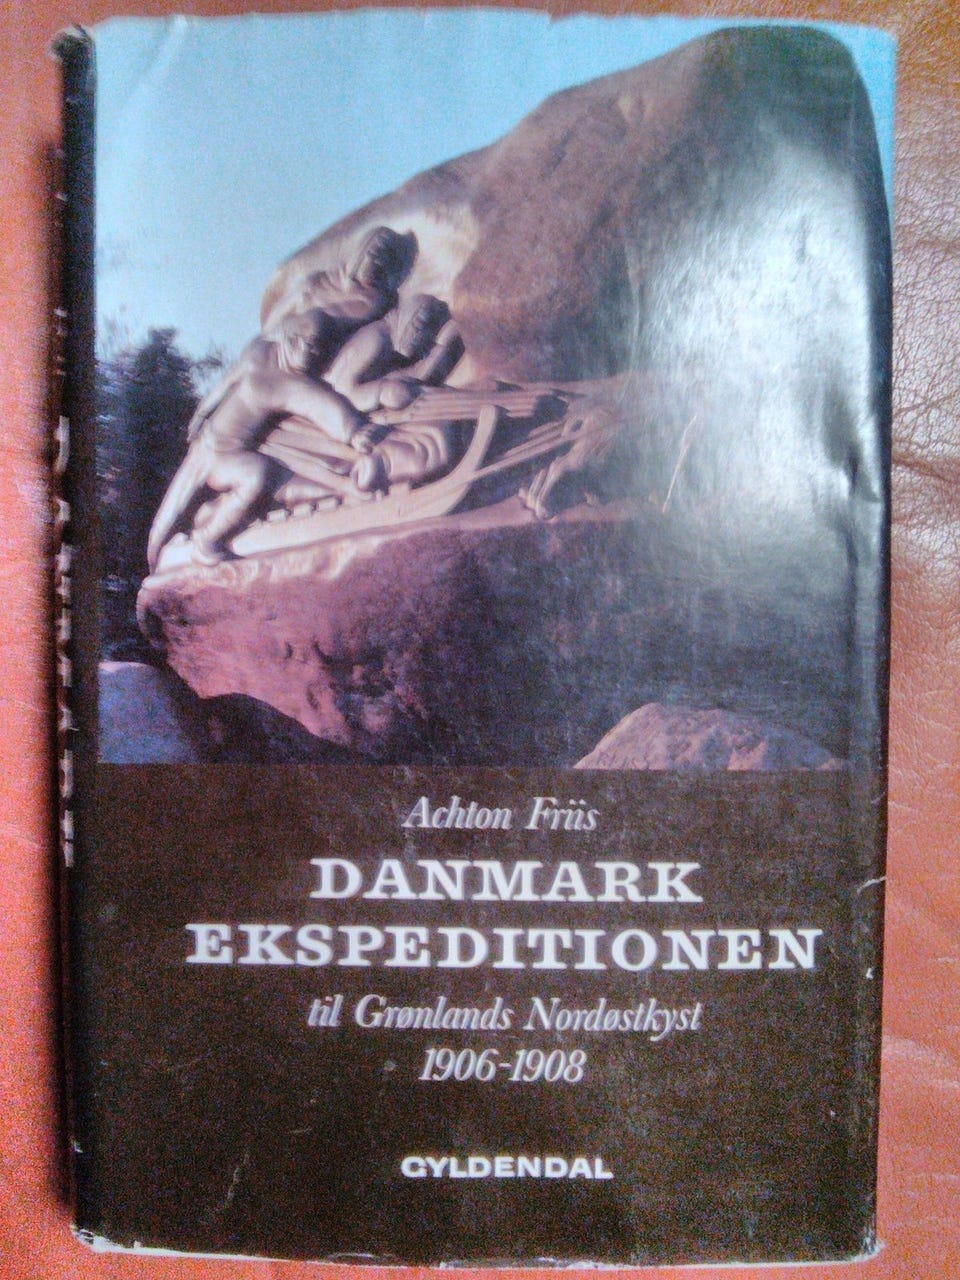 Achton Friis
DANMARK
EKSPEDITIONEN
til Grønlands Nordøstkyst
1906-1908
GYLDENDAL